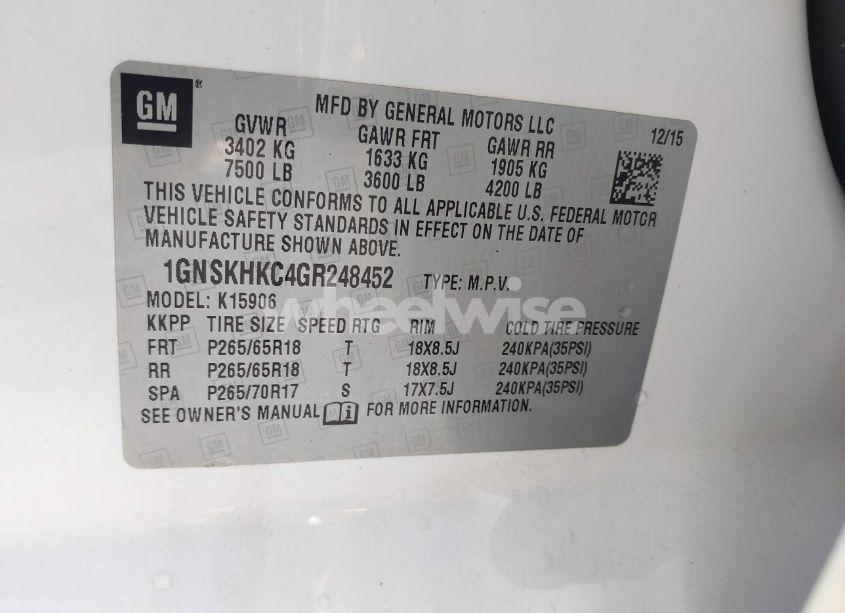 GM ®
MFD BY GENERAL MOTORS LLC
12/15
GVWR GAWR FRT GAWR RR
3402 KG 1633 KG 1905 KG
7500 LB 3600 LB 4200 LB
THIS VEHICLE CONFORMS TO ALL APPLICABLE U.S. FEDERAL MOTOR
VEHICLE SAFETY STANDARDS IN EFFECT ON THE DATE OF
MANUFACTURE SHOWN ABOVE.
1GNSKHKC4GR248452 TYPE: M.P.V.
MODEL: K15906
wheelwise
KKPP TIRE SIZE SPEED RTG RIM COLD TIRE PRESSURE
FRT P265/65R18 T 18X8.5J 240KPA(35PSI)
RR P265/65R18 T 18X8.5J 240KPA(35PSI)
SPA P265/70R17 S 17X7.5J 240KPA(35PSI)
SEE OWNER'S MANUAL i FOR MORE INFORMATION.